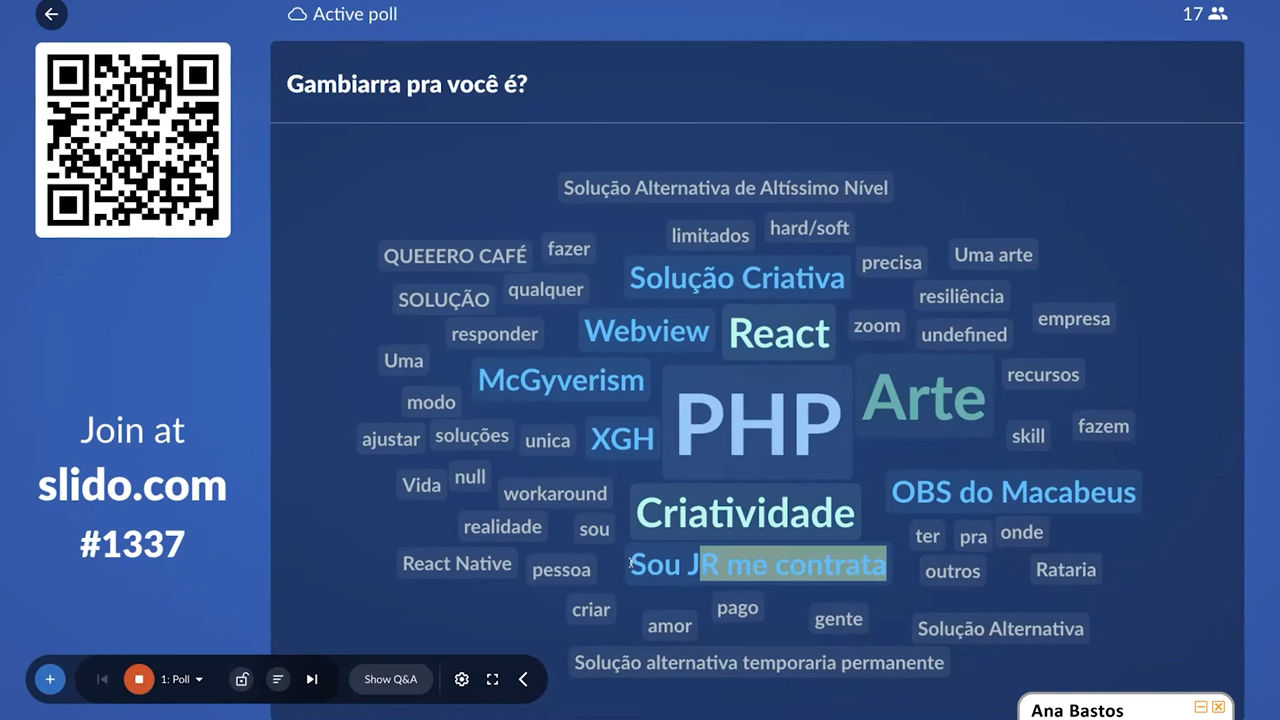 Active poll
17
Gambiarra pra você é?
Solução Alternativa de Altíssimo Nível
limitados
hard/soft
QUEEERO CAFÉ
fazer
Solução Criativa
precisa
Uma arte
SOLUÇÃO
qualquer
resiliência
responder
Webview
React
zoom
undefined
empresa
Uma
McGyverism
PHP
Arte
recursos
modo
ajustar
soluções
unica
XGH
skill
fazem
Vida
null
workaround
Criatividade
OBS do Macabeus
realidade
sou
ter
pra
onde
React Native
pessoa
Sou JR me contrata
outros
Rataria
criar
amor
pago
gente
Solução Alternativa
Solução alternativa temporaria permanente
Join at
slido.com
#1337
1: Poll
Show Q&A
Ana Bastos